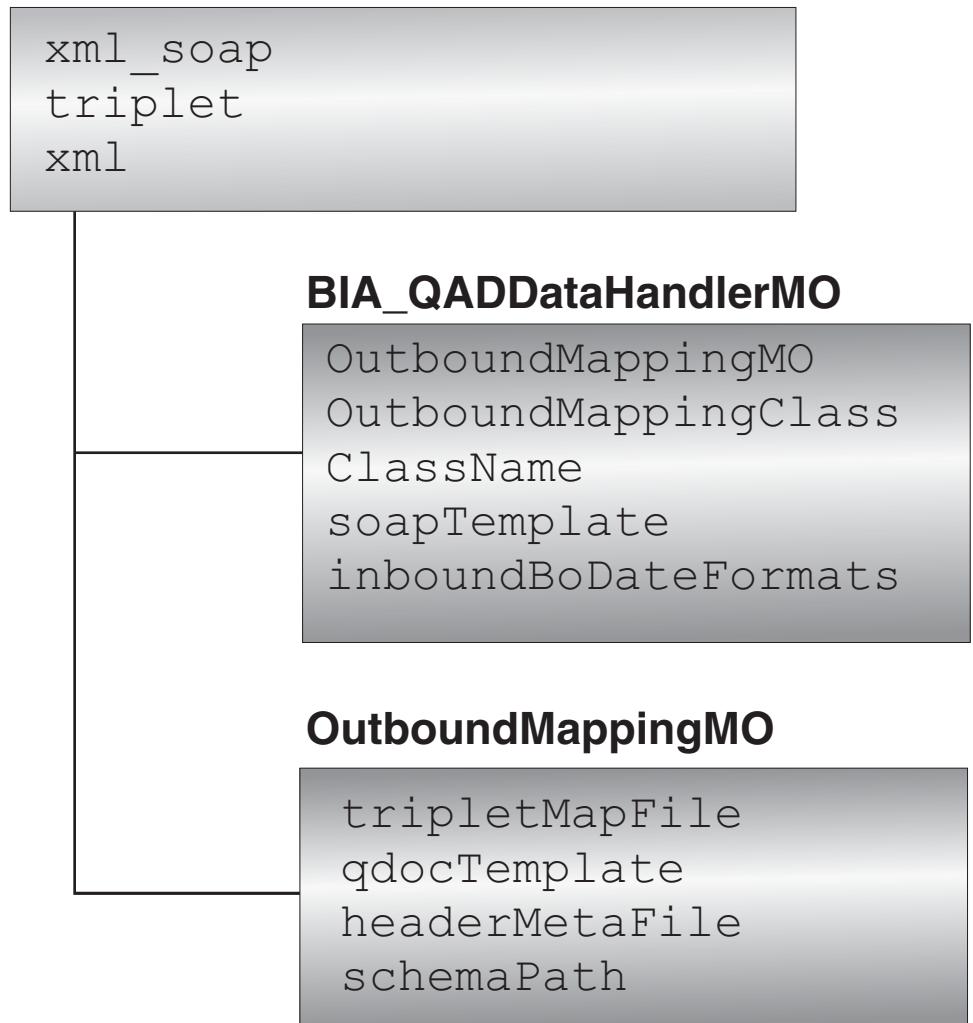 xml_soap
triplet
xml
BIA_QADDataHandlerMO
OutboundMappingMO
OutboundMappingClass
ClassName
soapTemplate
inboundBoDateFormats
OutboundMappingMO
tripletMapFile
qdocTemplate
headerMetaFile
schemaPath